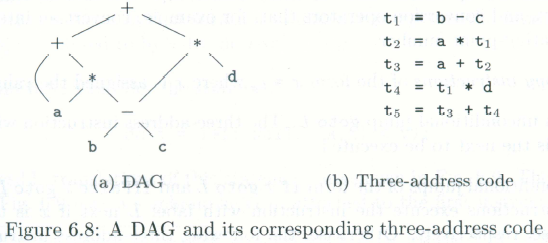 +
+ *
* d
a −
b c
(a) DAG
t₁ = b c
t₂ = a * t₁
t₃ = a + t₂
t₄ = t₁ * d
t₅ = t₃ + t₄
(b) Three-address code
Figure 6.8: A DAG and its corresponding three-address code